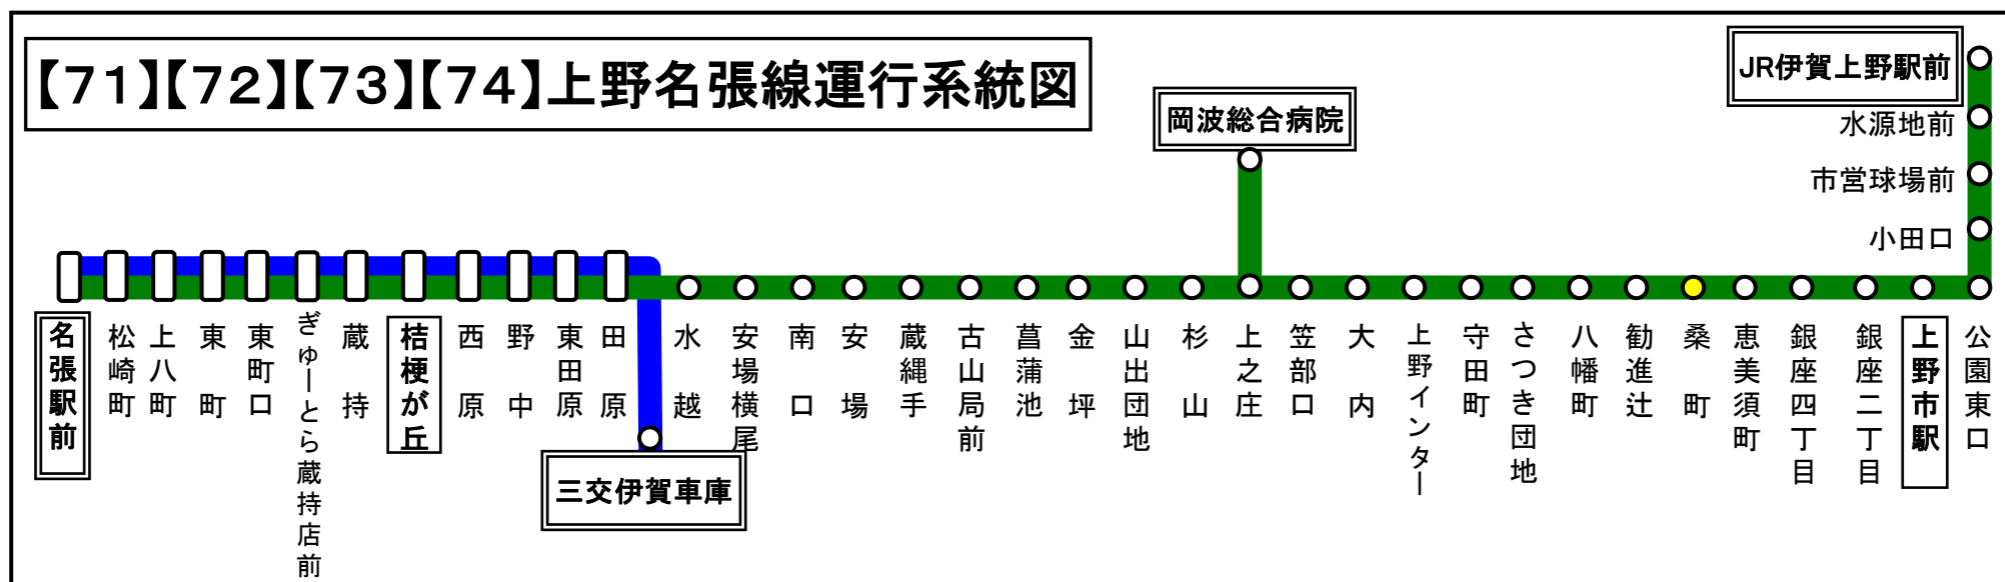 【71】【72】【73】【74】上野名張線運行系統図
JR伊賀上野駅前
水源地前
市営球場前
小田口
岡波総合病院
名張駅前
松崎町
上八町
東町
東町口
ぎゅーとら蔵持店前
蔵持
桔梗が丘
西原
野中
東田原
田原
水越
安場横尾
南口
安場
蔵縄手
古山局前
菖蒲池
金坪
山出団地
杉山
上之庄
笠部口
大内
上野インター
守田町
さつき団地
八幡町
勧進辻
桑町
恵美須町
銀座四丁目
銀座二丁目
上野市駅
公園東口
三交伊賀車庫